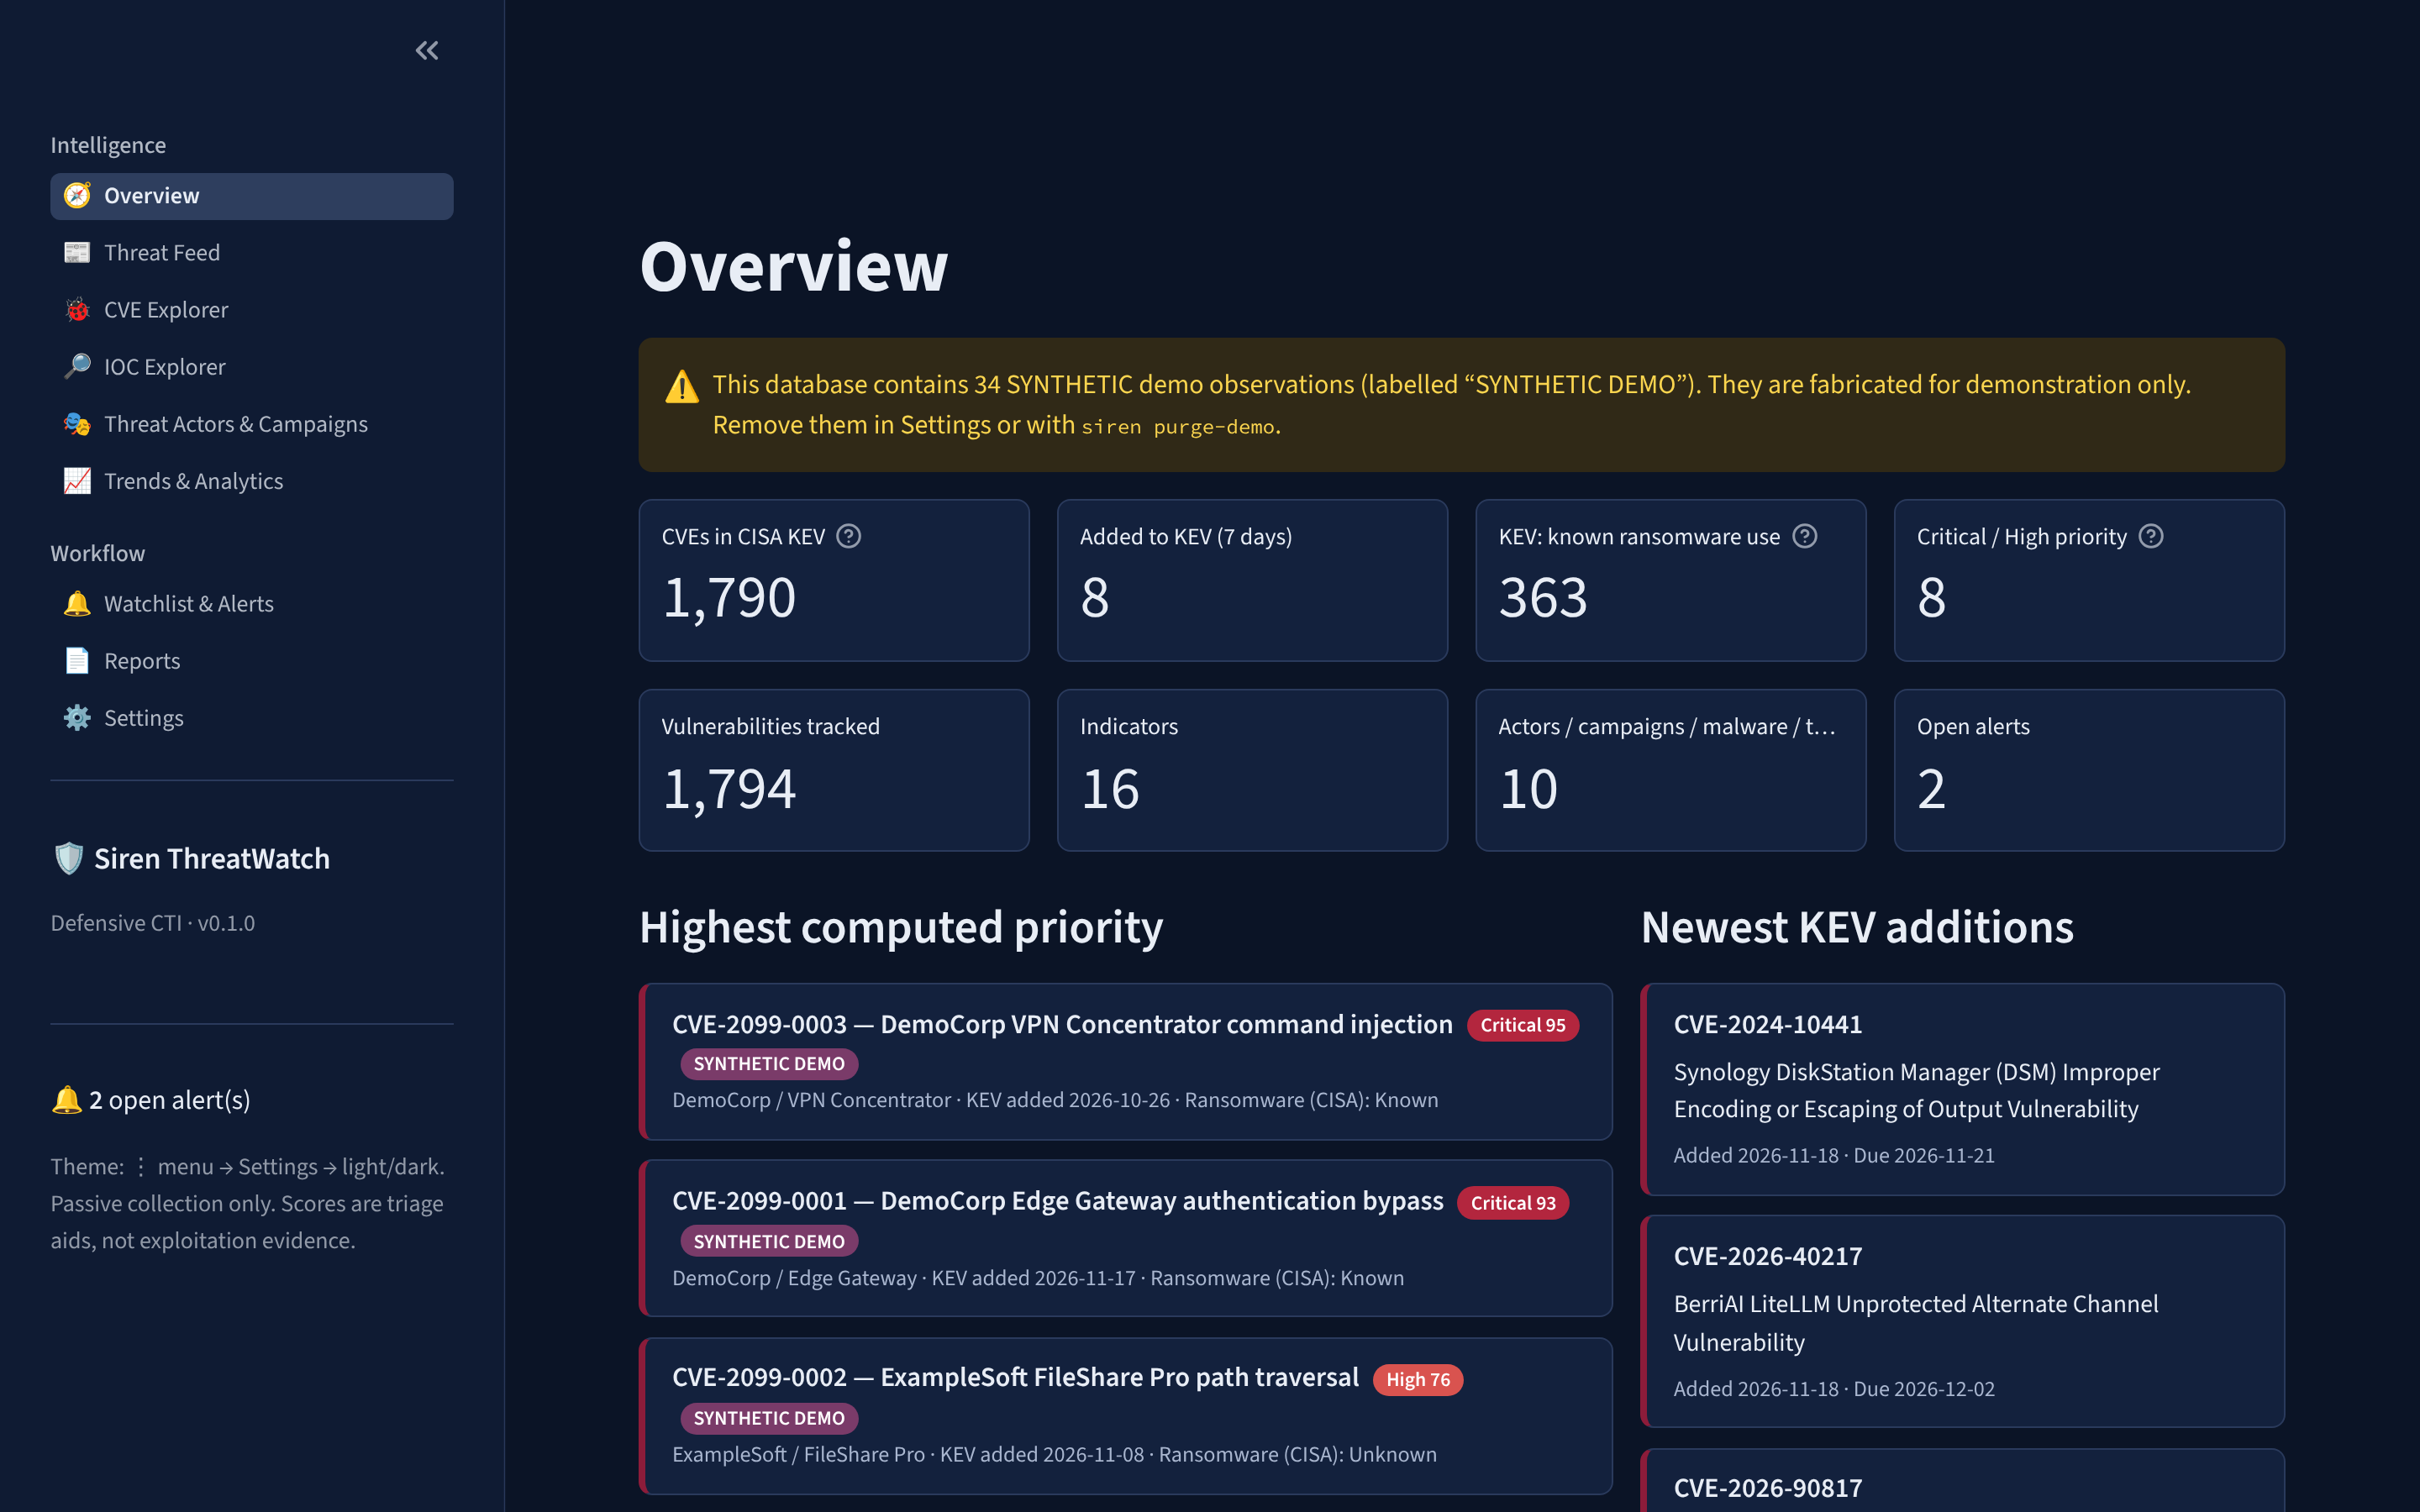 Intelligence
Overview
Threat Feed
CVE Explorer
IOC Explorer
Threat Actors & Campaigns
Trends & Analytics
Workflow
Watchlist & Alerts
Reports
Settings
Siren ThreatWatch
Defensive CTI · v0.1.0
2 open alert(s)
Theme: ⋮ menu → Settings → light/dark.
Passive collection only. Scores are triage
aids, not exploitation evidence.
Overview
This database contains 34 SYNTHETIC demo observations (labelled “SYNTHETIC DEMO”). They are fabricated for demonstration only.
Remove them in Settings or with siren purge-demo.
CVEs in CISA KEV
1,790
Added to KEV (7 days)
8
KEV: known ransomware use
363
Critical / High priority
8
Vulnerabilities tracked
1,794
Indicators
16
Actors / campaigns / malware / t…
10
Open alerts
2
Highest computed priority
CVE-2099-0003 — DemoCorp VPN Concentrator command injection Critical 95
SYNTHETIC DEMO
DemoCorp / VPN Concentrator · KEV added 2026-10-26 · Ransomware (CISA): Known
CVE-2099-0001 — DemoCorp Edge Gateway authentication bypass Critical 93
SYNTHETIC DEMO
DemoCorp / Edge Gateway · KEV added 2026-11-17 · Ransomware (CISA): Known
CVE-2099-0002 — ExampleSoft FileShare Pro path traversal High 76
SYNTHETIC DEMO
ExampleSoft / FileShare Pro · KEV added 2026-11-08 · Ransomware (CISA): Unknown
Newest KEV additions
CVE-2024-10441
Synology DiskStation Manager (DSM) Improper
Encoding or Escaping of Output Vulnerability
Added 2026-11-18 · Due 2026-11-21
CVE-2026-40217
BerriAI LiteLLM Unprotected Alternate Channel
Vulnerability
Added 2026-11-18 · Due 2026-12-02
CVE-2026-90817